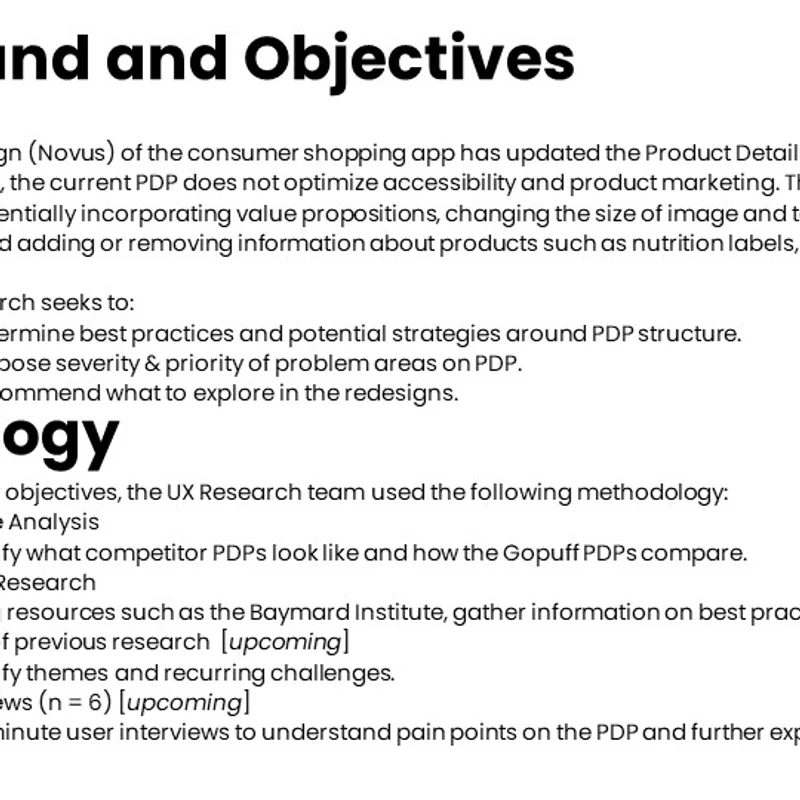 und and Objectives
gn (Novus) of the consumer shopping app has updated the Product Detail
, the current PDP does not optimize accessibility and product marketing. Th
entially incorporating value propositions, changing the size of image and t
d adding or removing information about products such as nutrition labels,
rch seeks to:
ermine best practices and potential strategies around PDP structure.
pose severity & priority of problem areas on PDP.
ommend what to explore in the redesigns.
ogy
objectives, the UX Research team used the following methodology:
e Analysis
fy what competitor PDPs look like and how the Gopuff PDPs compare.
Research
g resources such as the Baymard Institute, gather information on best prac
f previous research [upcoming]
fy themes and recurring challenges.
ews (n = 6) [upcoming]
minute user interviews to understand pain points on the PDP and further exp